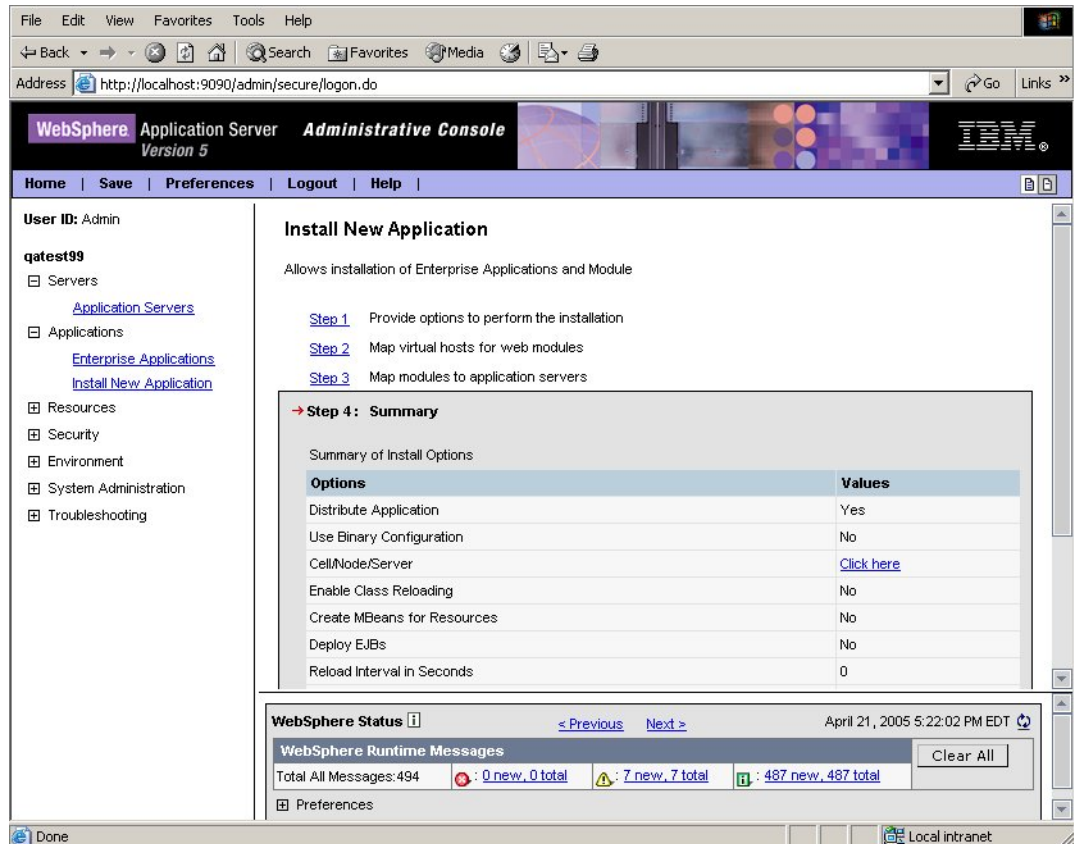 File Edit View Favorites Tools Help
Back Search Favorites Media
Address http://localhost:9090/admin/secure/logon.do Go Links »
WebSphere Application Server Administrative Console
Version 5
IBM®
Home | Save | Preferences | Logout | Help |
User ID: Admin
qatest99
Servers
Application Servers
Applications
Enterprise Applications
Install New Application
Resources
Security
Environment
System Administration
Troubleshooting
Install New Application
Allows installation of Enterprise Applications and Module
Step 1 Provide options to perform the installation
Step 2 Map virtual hosts for web modules
Step 3 Map modules to application servers
Step 4: Summary
Summary of Install Options
Options Values
Distribute Application Yes
Use Binary Configuration No
Cell/Node/Server Click here
Enable Class Reloading No
Create MBeans for Resources No
Deploy EJBs No
Reload Interval in Seconds 0
WebSphere Status i < Previous Next > April 21, 2005 5:22:02 PM EDT
WebSphere Runtime Messages Clear All
Total All Messages:494 : 0 new, 0 total : 7 new, 7 total : 487 new, 487 total
Preferences
Done Local intranet